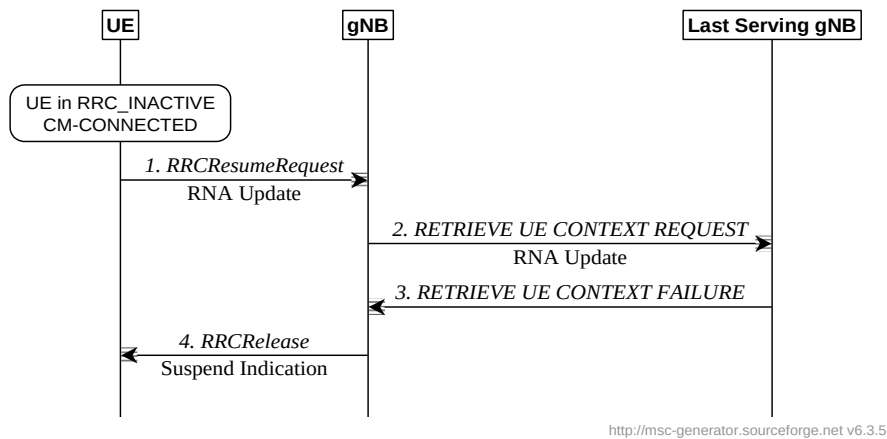 UE
gNB
Last Serving gNB
UE in RRC_INACTIVE
CM-CONNECTED
1. RRCResumeRequest
RNA Update
2. RETRIEVE UE CONTEXT REQUEST
RNA Update
3. RETRIEVE UE CONTEXT FAILURE
4. RRCRelease
Suspend Indication
http://msc-generator.sourceforge.net v6.3.5